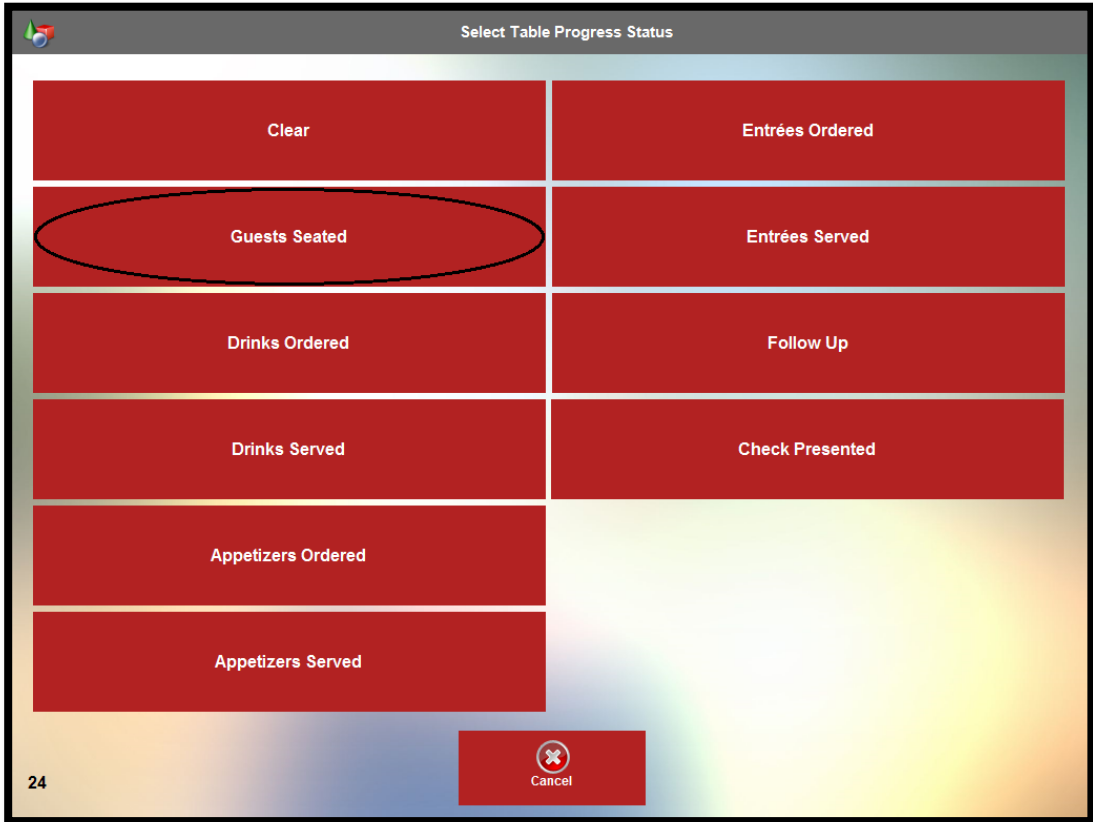 Select Table Progress Status
Clear
Entrées Ordered
Guests Seated
Entrées Served
Drinks Ordered
Follow Up
Drinks Served
Check Presented
Appetizers Ordered
Appetizers Served
Cancel
24